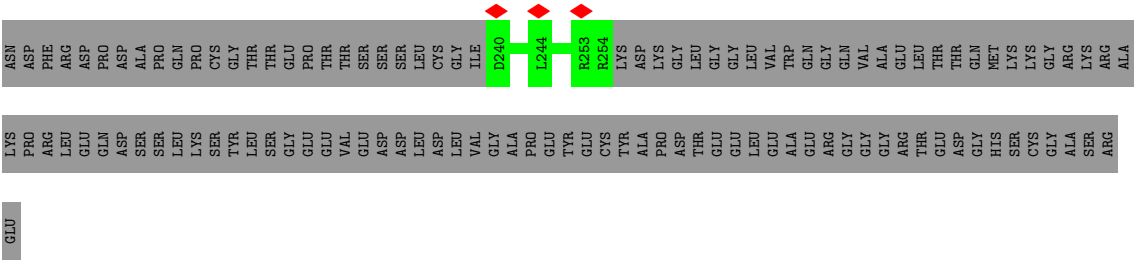 ASN ASP PHE ARG ASP PRO ASP ALA PRO GLN PRO CYS GLY THR THR GLU PRO THR THR SER SER SER LEU CYS GLY ILE D240 L244 R253 R254 LYS ASP LYS GLY LEU GLY GLY LEU VAL TRP GLN GLY GLN VAL ALA GLU LEU THR THR GLN MET LYS LYS GLY ARG LYS ARG ALA
LYS PRO ARG LEU GLU GLU GLN ASP SER SER LEU LYS SER TYR LEU SER GLY GLU GLU VAL GLU ASP ASP LEU ASP LEU VAL GLY ALA PRO GLU TYR GLU CYS TYR ALA PRO ASP THR GLU GLU LEU GLU ALA GLU ARG GLY GLY GLY ARG THR GLU ASP GLY HIS SER CYS GLY ALA SER ARG
GLU